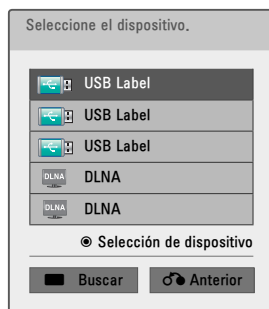 Seleccione el dispositivo.
USB Label
USB Label
USB Label
DLNA DLNA
DLNA DLNA
Selección de dispositivo
Buscar Anterior